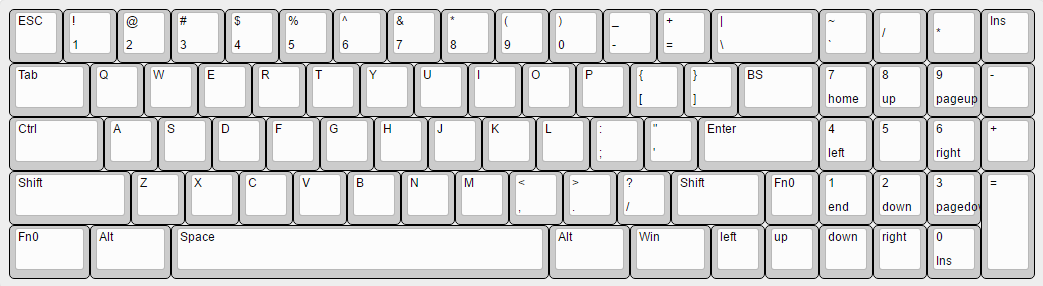 ESC ! @ # $ % ^ & * ( ) _ + | ~ / * Ins
1 2 3 4 5 6 7 8 9 0 - = \ `
Tab Q W E R T Y U I O P { } BS 7 8 9 -
[ ] home up pageup
Ctrl A S D F G H J K L : " Enter 4 5 6 +
; ' left right
Shift Z X C V B N M < > ? Shift Fn0 1 2 3 =
, . / end down pagedov
Fn0 Alt Space Alt Win left up down right 0
Ins